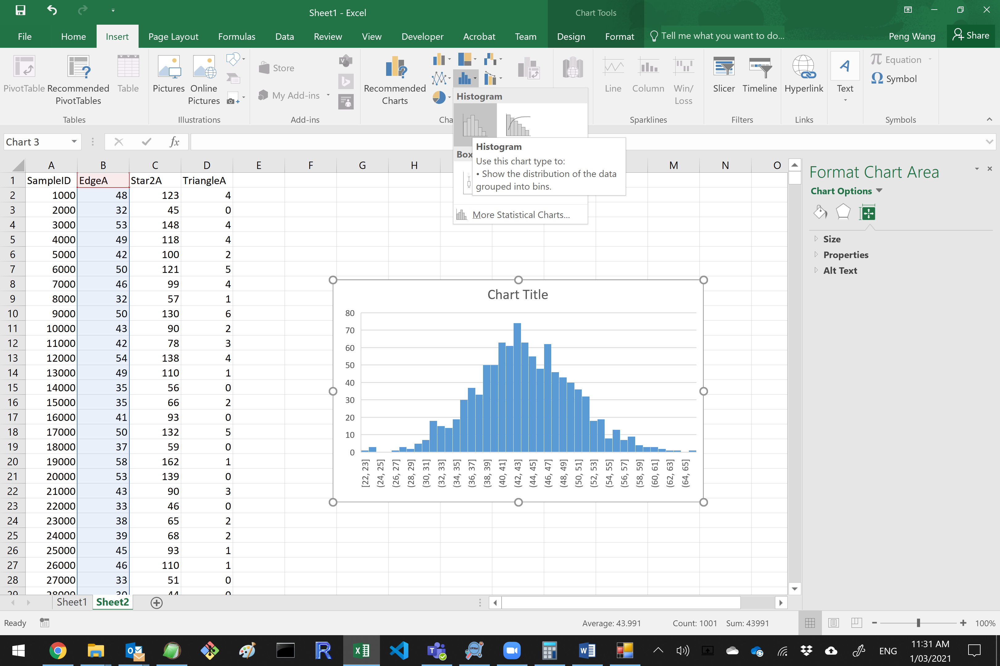 Sheet1 - Excel
Chart Tools
File Home Insert Page Layout Formulas Data Review View Developer Acrobat Team Design Format Tell me what you want to do... Peng Wang Share
PivotTable
Recommended
PivotTables
Table
Tables
Pictures
Online
Pictures
Illustrations
Store
My Add-ins
Add-ins
Recommended
Charts
Cha
Line
Column
Win/
Loss
Sparklines
Slicer
Timeline
Filters
Hyperlink
Links
Text
Equation
Symbol
Symbols
Histogram
Box
Histogram
Use this chart type to:
• Show the distribution of the data
grouped into bins.
More Statistical Charts...
Chart 3
fx
A B C D E F G H M N O
1 SampleID EdgeA Star2A TriangleA
2 1000 48 123 4
3 2000 32 45 0
4 3000 53 148 4
5 4000 49 118 4
6 5000 42 100 2
7 6000 50 121 5
8 7000 46 99 4
9 8000 32 57 1
10 9000 50 130 6
11 10000 43 90 2
12 11000 42 78 3
13 12000 54 138 4
14 13000 49 110 1
15 14000 35 56 0
16 15000 35 66 2
17 16000 41 93 0
18 17000 50 132 5
19 18000 37 59 0
20 19000 58 162 1
21 20000 53 139 0
22 21000 43 90 3
23 22000 33 46 0
24 23000 38 65 2
25 24000 39 68 2
26 25000 45 93 1
27 26000 46 110 1
28 27000 33 51 0
29 28000 30 44 0
Chart Title
80
70
60
50
40
30
20
10
0
[22, 23]
(24, 25]
(26, 27]
(28, 29]
(30, 31]
(32, 33]
(34, 35]
(36, 37]
(38, 39]
(40, 41]
(42, 43]
(44, 45]
(46, 47]
(48, 49]
(50, 51]
(52, 53]
(54, 55]
(56, 57]
(58, 59]
(60, 61]
(62, 63]
(64, 65]
Format Chart Area
Chart Options
Size
Properties
Alt Text
Sheet1 Sheet2
Ready
Average: 43.991 Count: 1001 Sum: 43991
100%
ENG
11:31 AM
1/03/2021